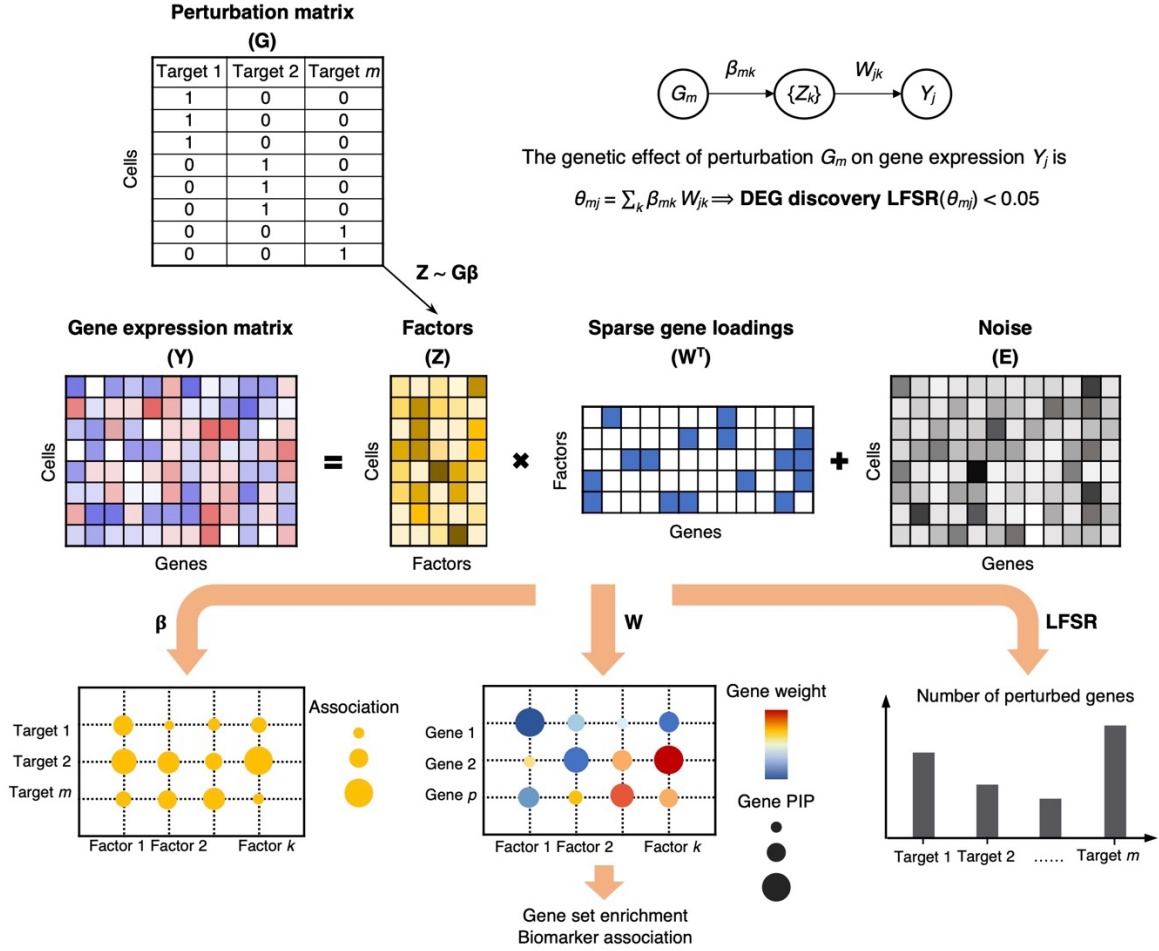 Perturbation matrix
(G)
Target 1 Target 2 Target m
1 0 0
1 0 0
1 0 0
0 1 0
0 1 0
0 1 0
0 0 1
0 0 1
Cells
Gₘ βₘₖ {Zₖ} Wⱼₖ Yⱼ
The genetic effect of perturbation Gₘ on gene expression Yⱼ is
θₘⱼ = ∑ₖ βₘₖ Wⱼₖ ⟹ DEG discovery LFSR(θₘⱼ) < 0.05
Z ~ Gβ
Gene expression matrix
(Y)
Cells
Genes
=
Factors
(Z)
Cells
Factors
×
Sparse gene loadings
(Wᵀ)
Factors
Genes
+
Noise
(E)
Cells
Genes
β
W
LFSR
Target 1
Target 2
Target m
Factor 1 Factor 2 Factor k
Association
Gene 1
Gene 2
Gene p
Factor 1 Factor 2 Factor k
Gene weight
Gene PIP
Gene set enrichment
Biomarker association
Number of perturbed genes
Target 1 Target 2 ...... Target m